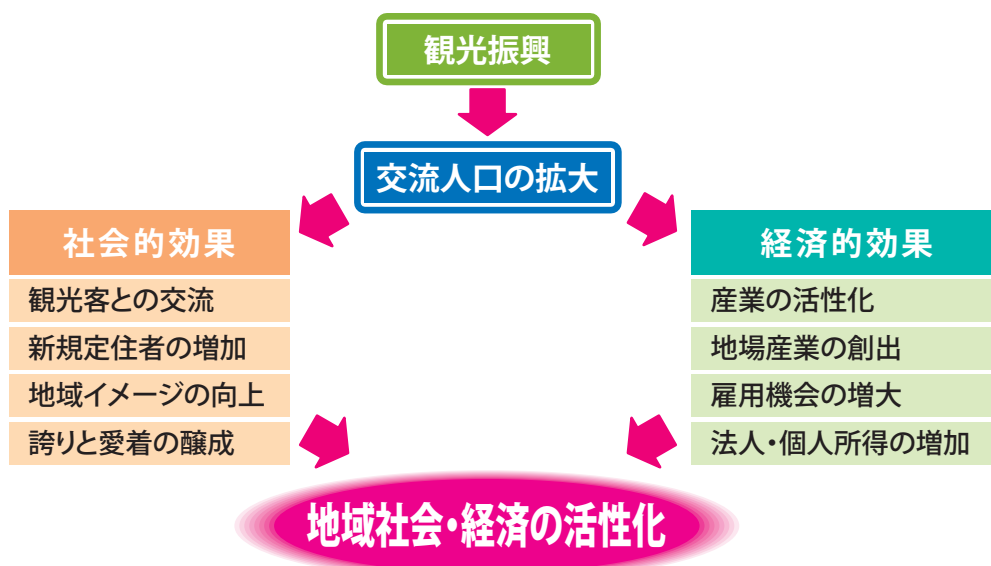 観光振興
交流人口の拡大
社会的効果
観光客との交流
新規定住者の増加
地域イメージの向上
誇りと愛着の醸成
経済的効果
産業の活性化
地場産業の創出
雇用機会の増大
法人・個人所得の増加
地域社会・経済の活性化